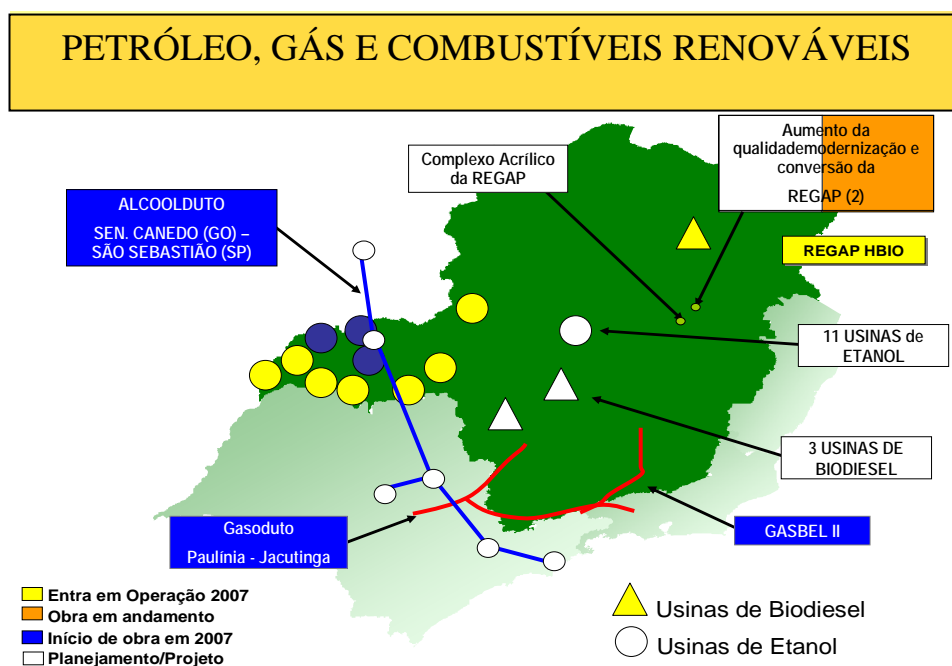 PETRÓLEO, GÁS E COMBUSTÍVEIS RENOVÁVEIS
Complexo Acrílico
da REGAP
Aumento da
qualidademodernização e
conversão da
REGAP (2)
ALCOOLDUTO
SEN. CANEDO (GO) –
SÃO SEBASTIÃO (SP)
REGAP HBIO
11 USINAS de
ETANOL
3 USINAS DE
BIODIESEL
Gasoduto
Paulínia - Jacutinga
GASBEL II
Entra em Operação 2007
Obra em andamento
Início de obra em 2007
Planejamento/Projeto
Usinas de Biodiesel
Usinas de Etanol